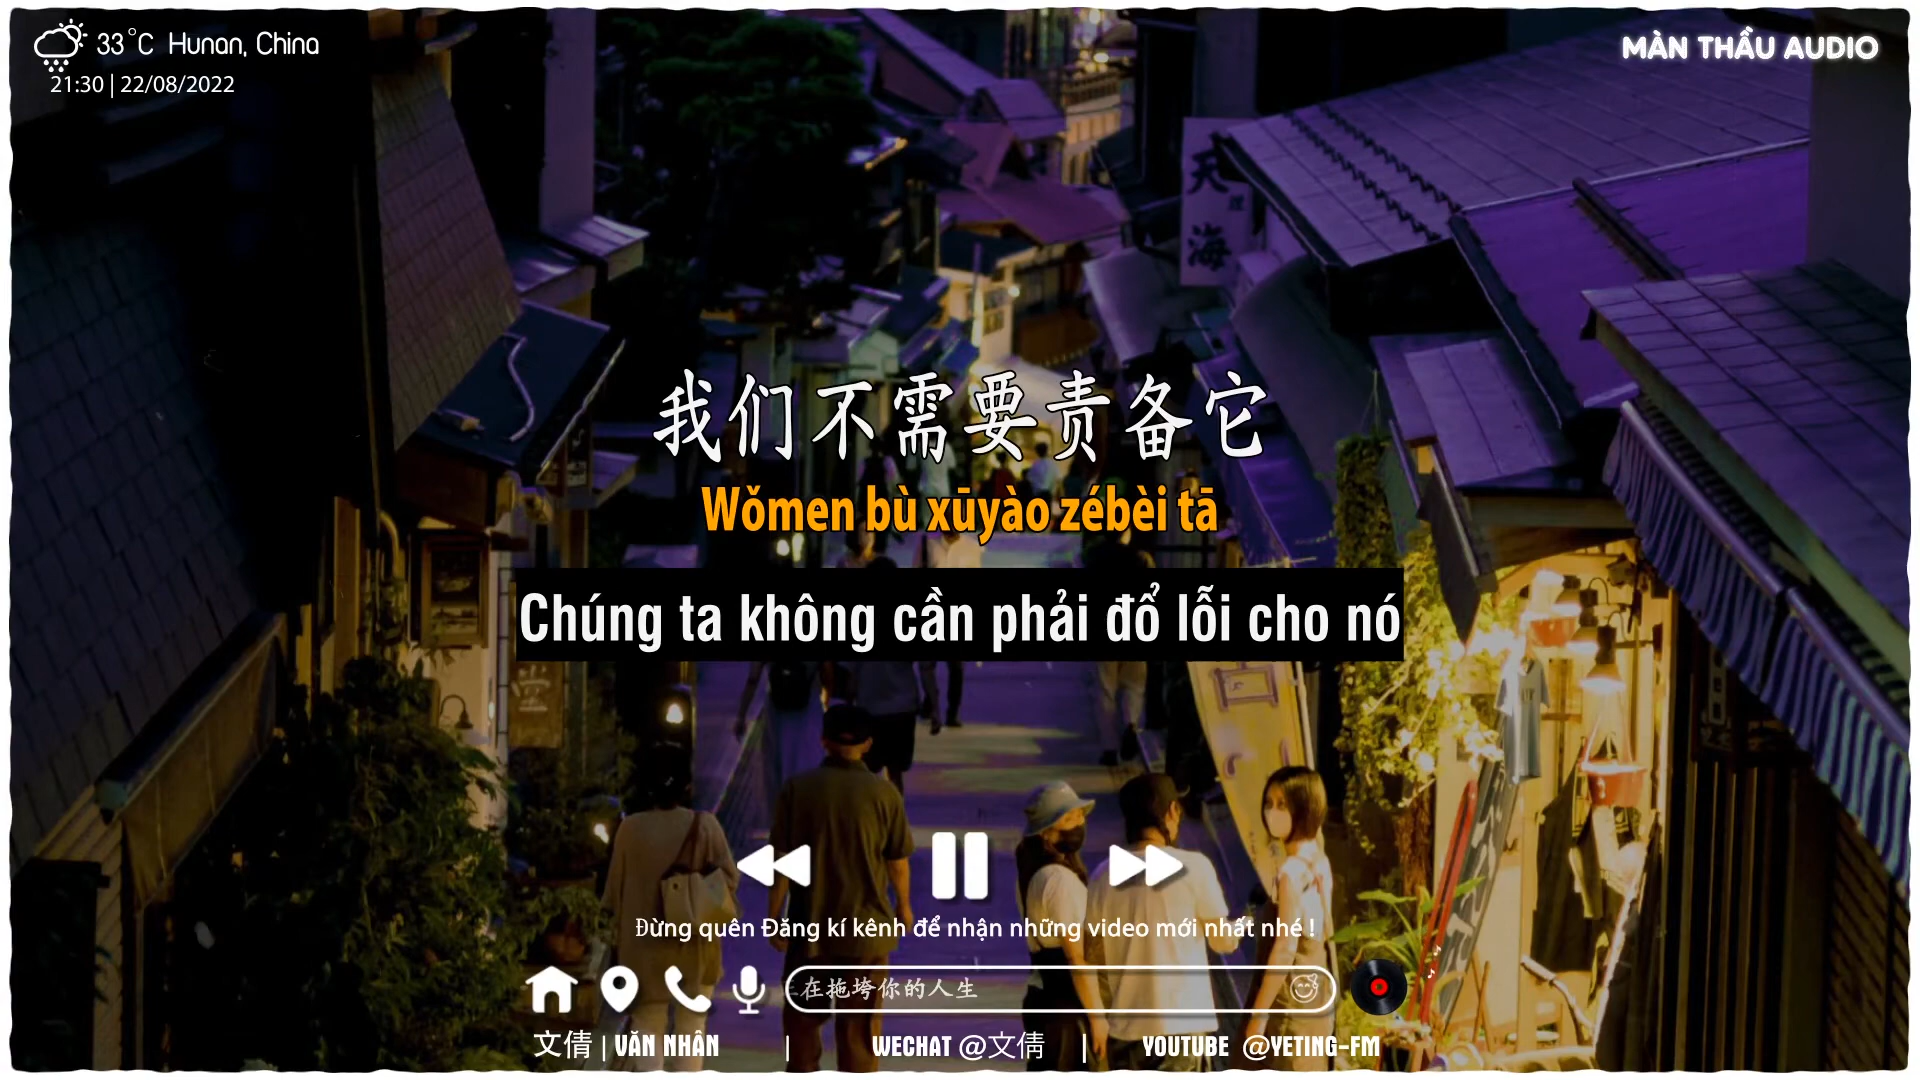 33°C Hunan, China
21:30 | 22/08/2022
MÀN THẦU AUDIO
天
海
我们不需要责备它
Wǒmen bù xūyào zébèi tā
Chúng ta không cần phải đổ lỗi cho nó
Đừng quên Đăng kí kênh để nhận những video mới nhất nhé !
在拖垮你的人生
文倩 | VĂN NHÂN | WECHAT @文倩 | YOUTUBE @YETING-FM